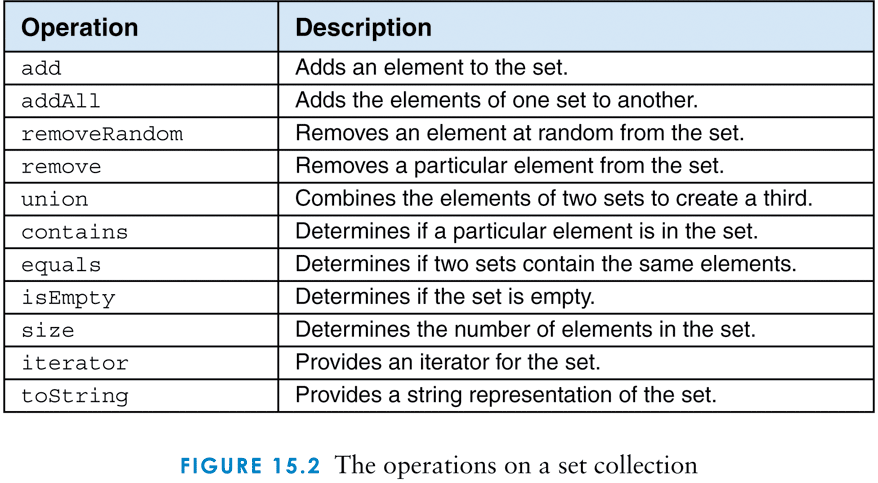 Operation Description
add Adds an element to the set.
addAll Adds the elements of one set to another.
removeRandom Removes an element at random from the set.
remove Removes a particular element from the set.
union Combines the elements of two sets to create a third.
contains Determines if a particular element is in the set.
equals Determines if two sets contain the same elements.
isEmpty Determines if the set is empty.
size Determines the number of elements in the set.
iterator Provides an iterator for the set.
toString Provides a string representation of the set.
FIGURE 15.2 The operations on a set collection